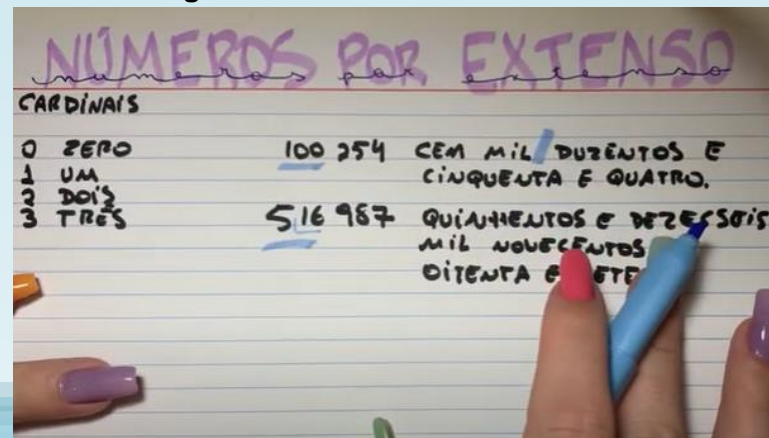 NÚMEROS POR EXTENSO
numeros por extenso
CARDINAIS
0 ZERO
1 UM
2 DOIS
3 TRÊS
100 254 CEM MIL DUZENTOS E
CINQUENTA E QUATRO.
516 987 QUINHENTOS E DEZESSEIS
MIL NOVECENTOS
OITENTA E